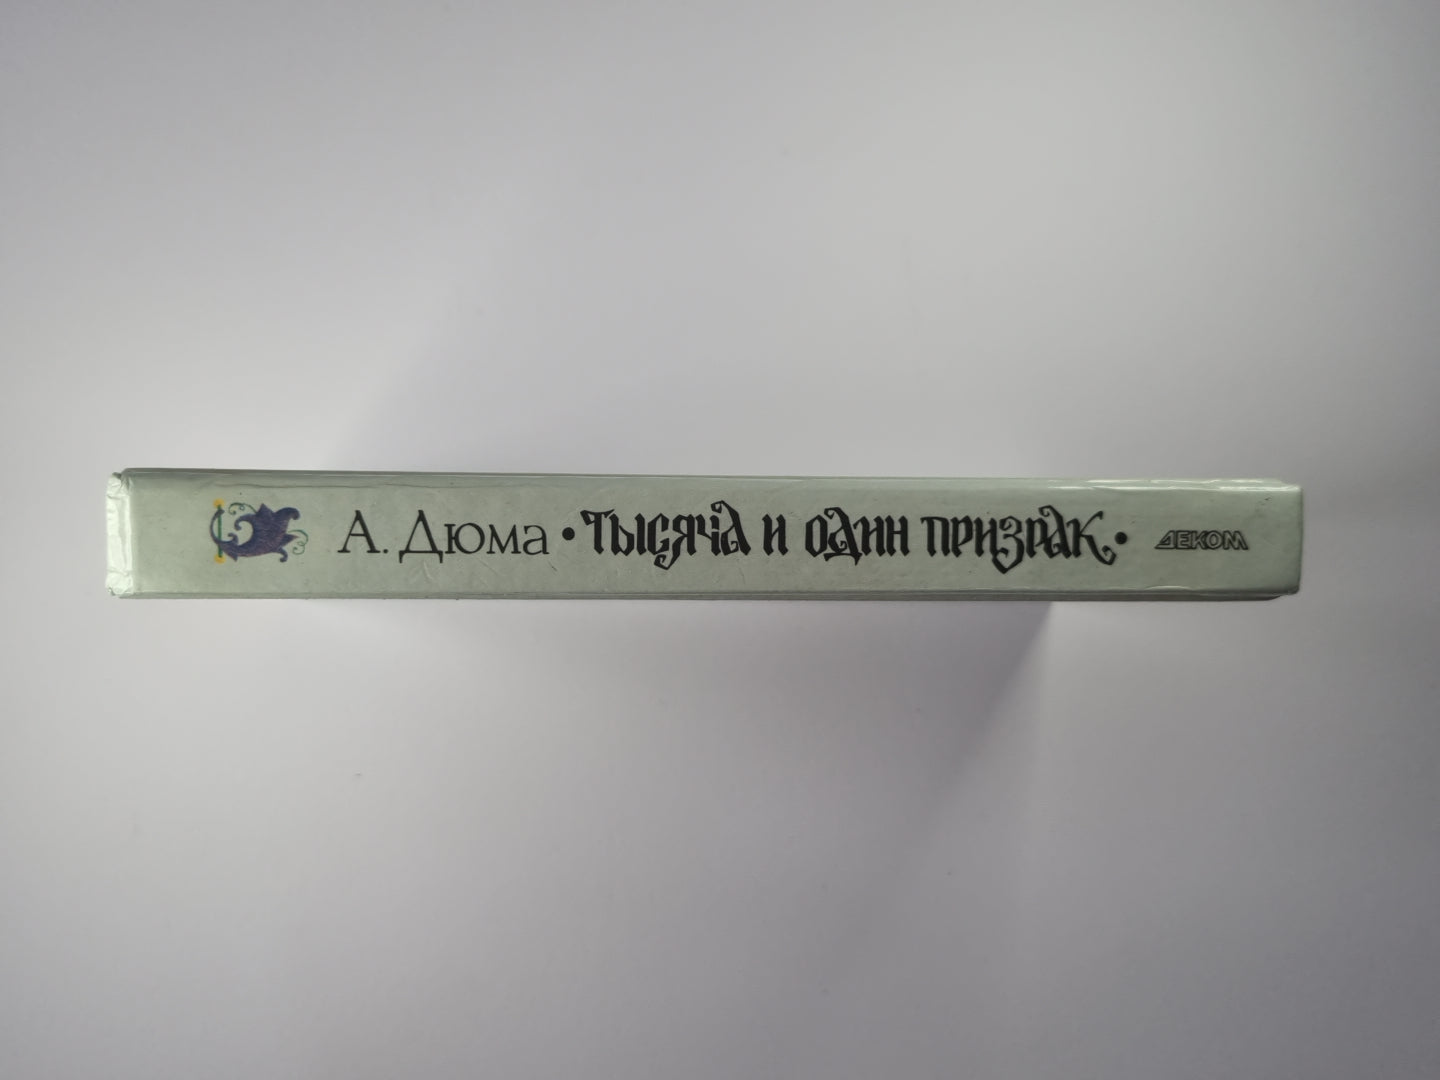 А. Дюма • ТЫСЯЧА И ОДИН ПРИЗРАК • ДЕКОМ